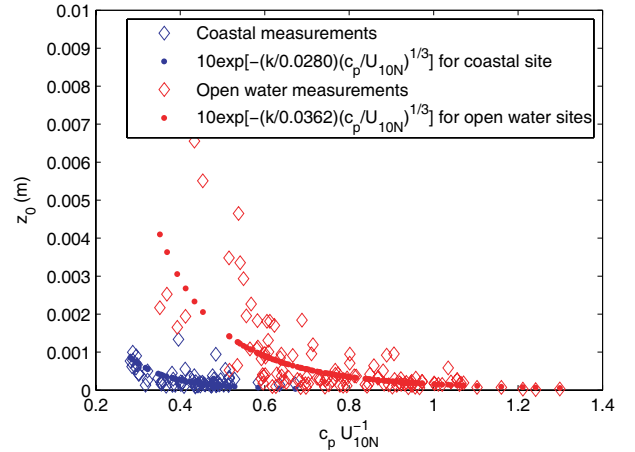 0.01
0.009
0.008
0.007
0.006
0.005
0.004
0.003
0.002
0.001
0
z₀ (m)
Coastal measurements
10exp[-(k/0.0280)(cₚ/U₁₀ₙ)^{1/3}] for coastal site
Open water measurements
10exp[-(k/0.0362)(cₚ/U₁₀ₙ)^{1/3}] for open water sites
0.2 0.4 0.6 0.8 1 1.2 1.4
cₚ U₁₀ₙ⁻¹